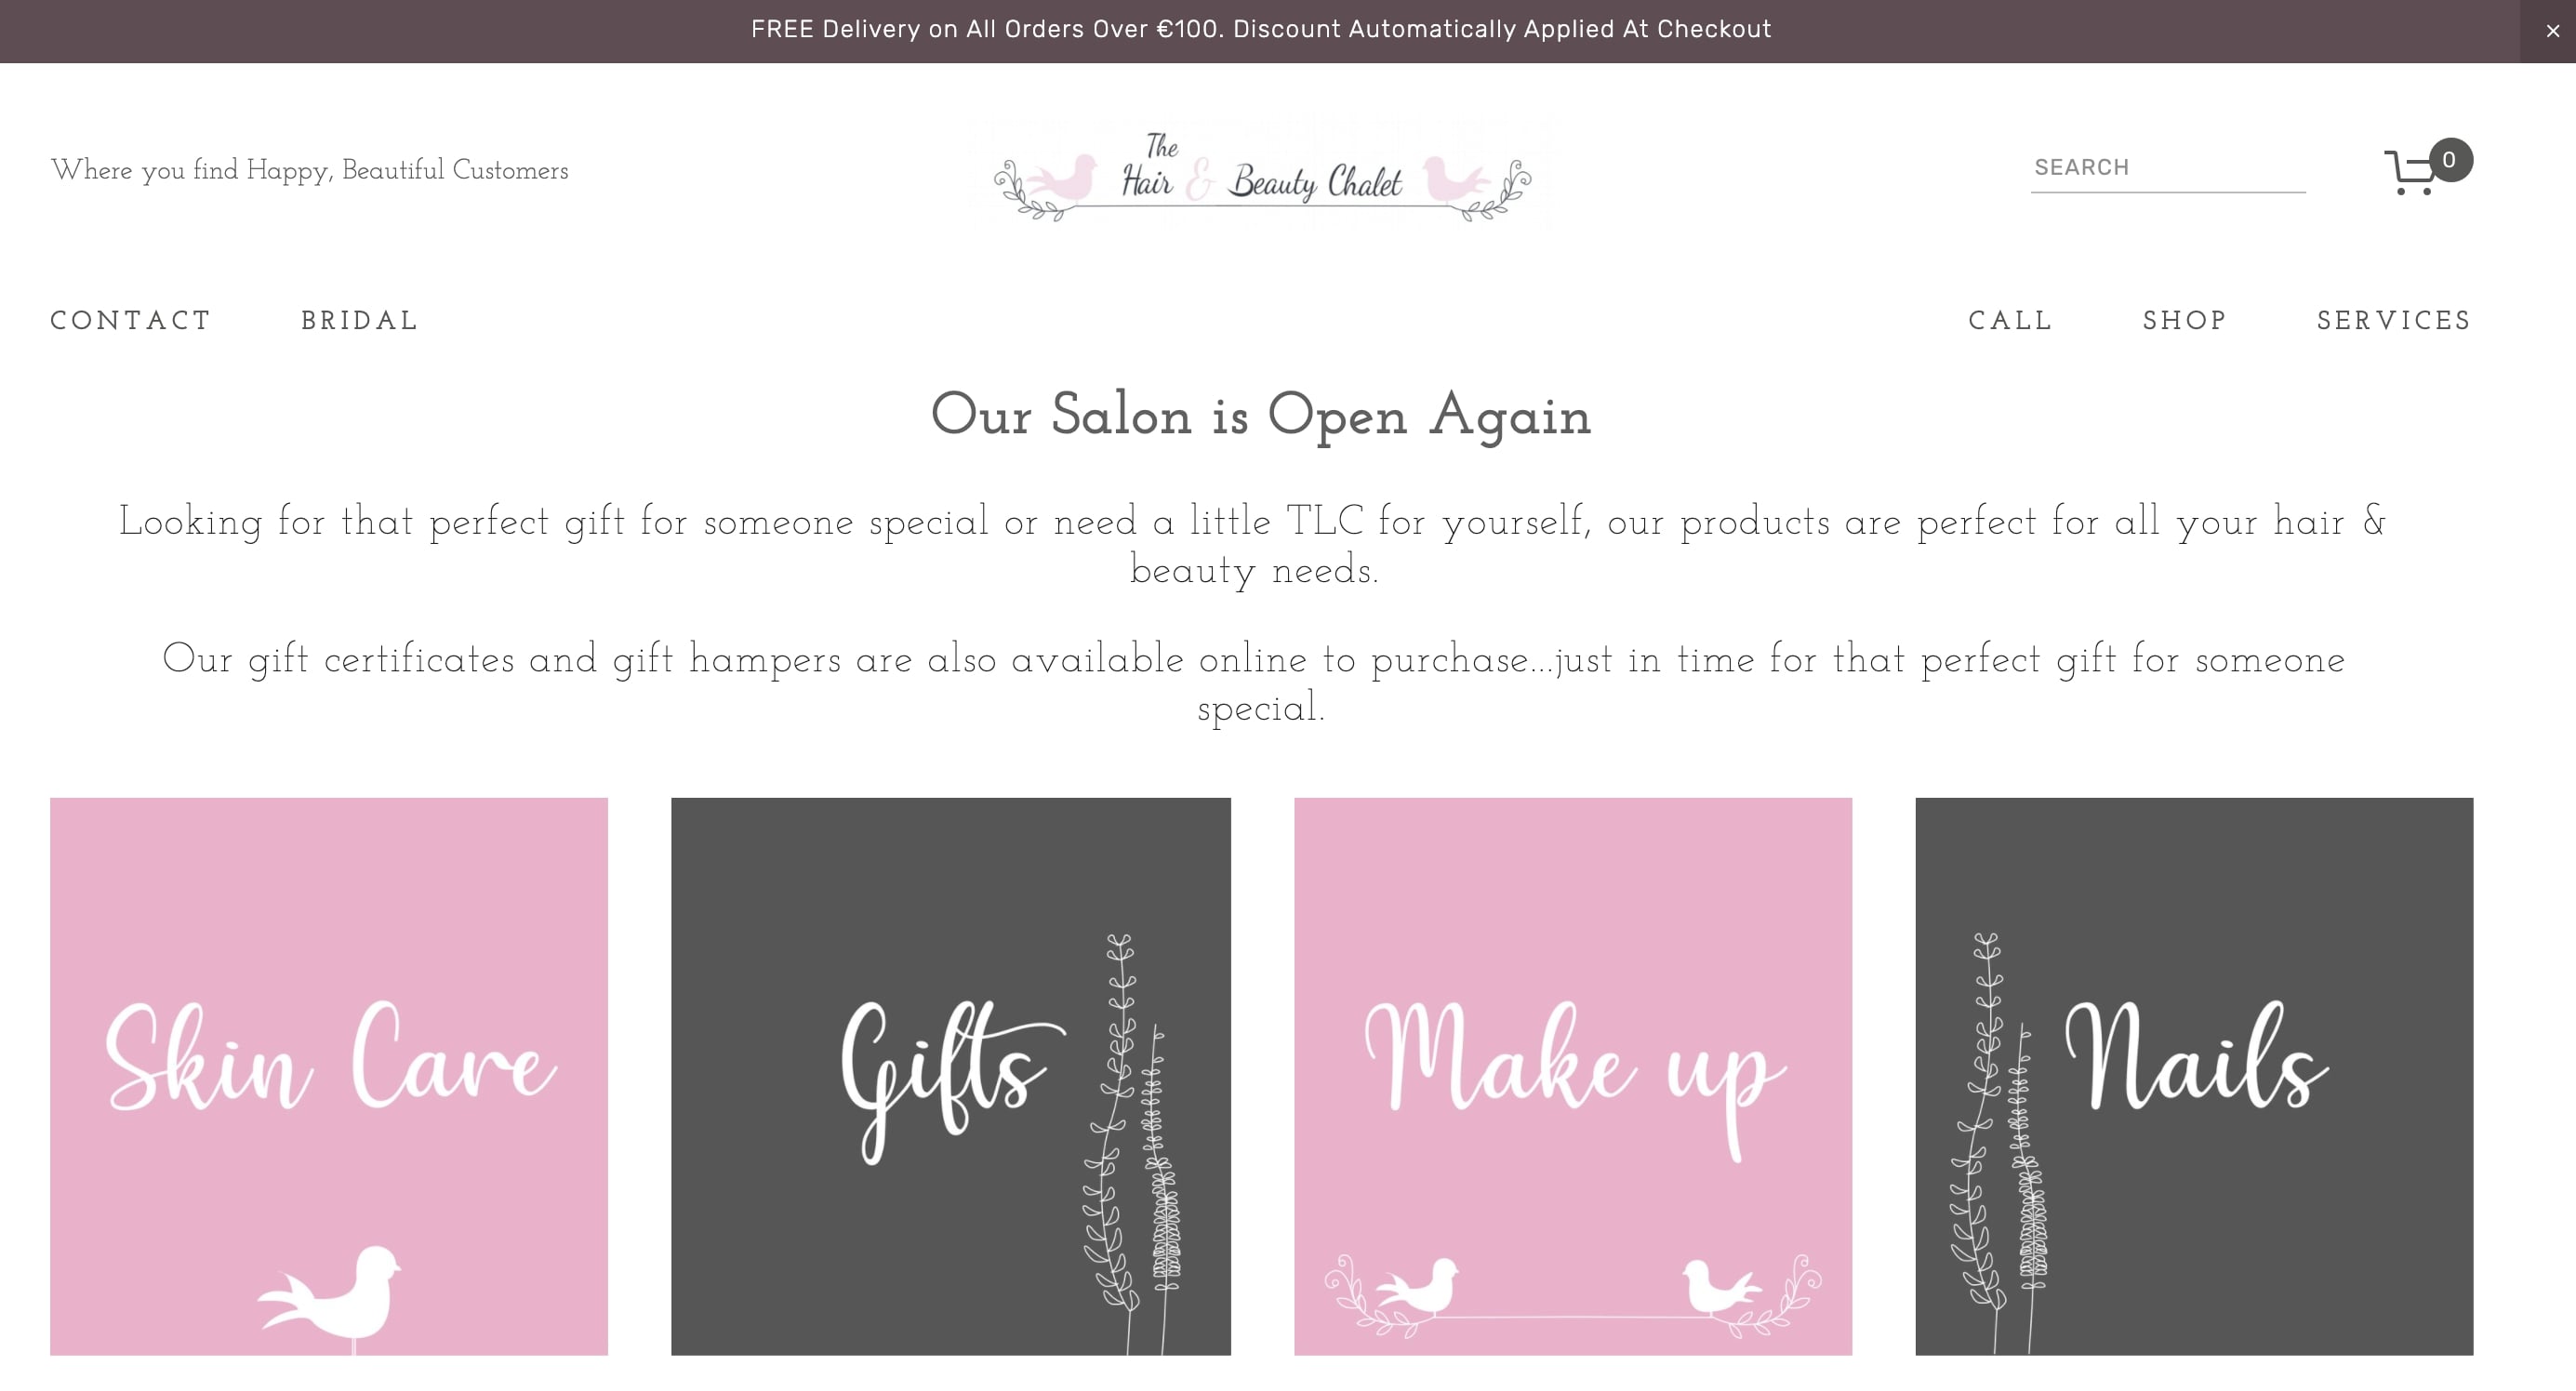 FREE Delivery on All Orders Over €100. Discount Automatically Applied At Checkout
Where you find Happy, Beautiful Customers
The
Hair & Beauty Chalet
SEARCH
0
CONTACT
BRIDAL
CALL
SHOP
SERVICES
Our Salon is Open Again
Looking for that perfect gift for someone special or need a little TLC for yourself, our products are perfect for all your hair &
beauty needs.
Our gift certificates and gift hampers are also available online to purchase...just in time for that perfect gift for someone
special.
Skin Care
Gifts
Make up
Nails